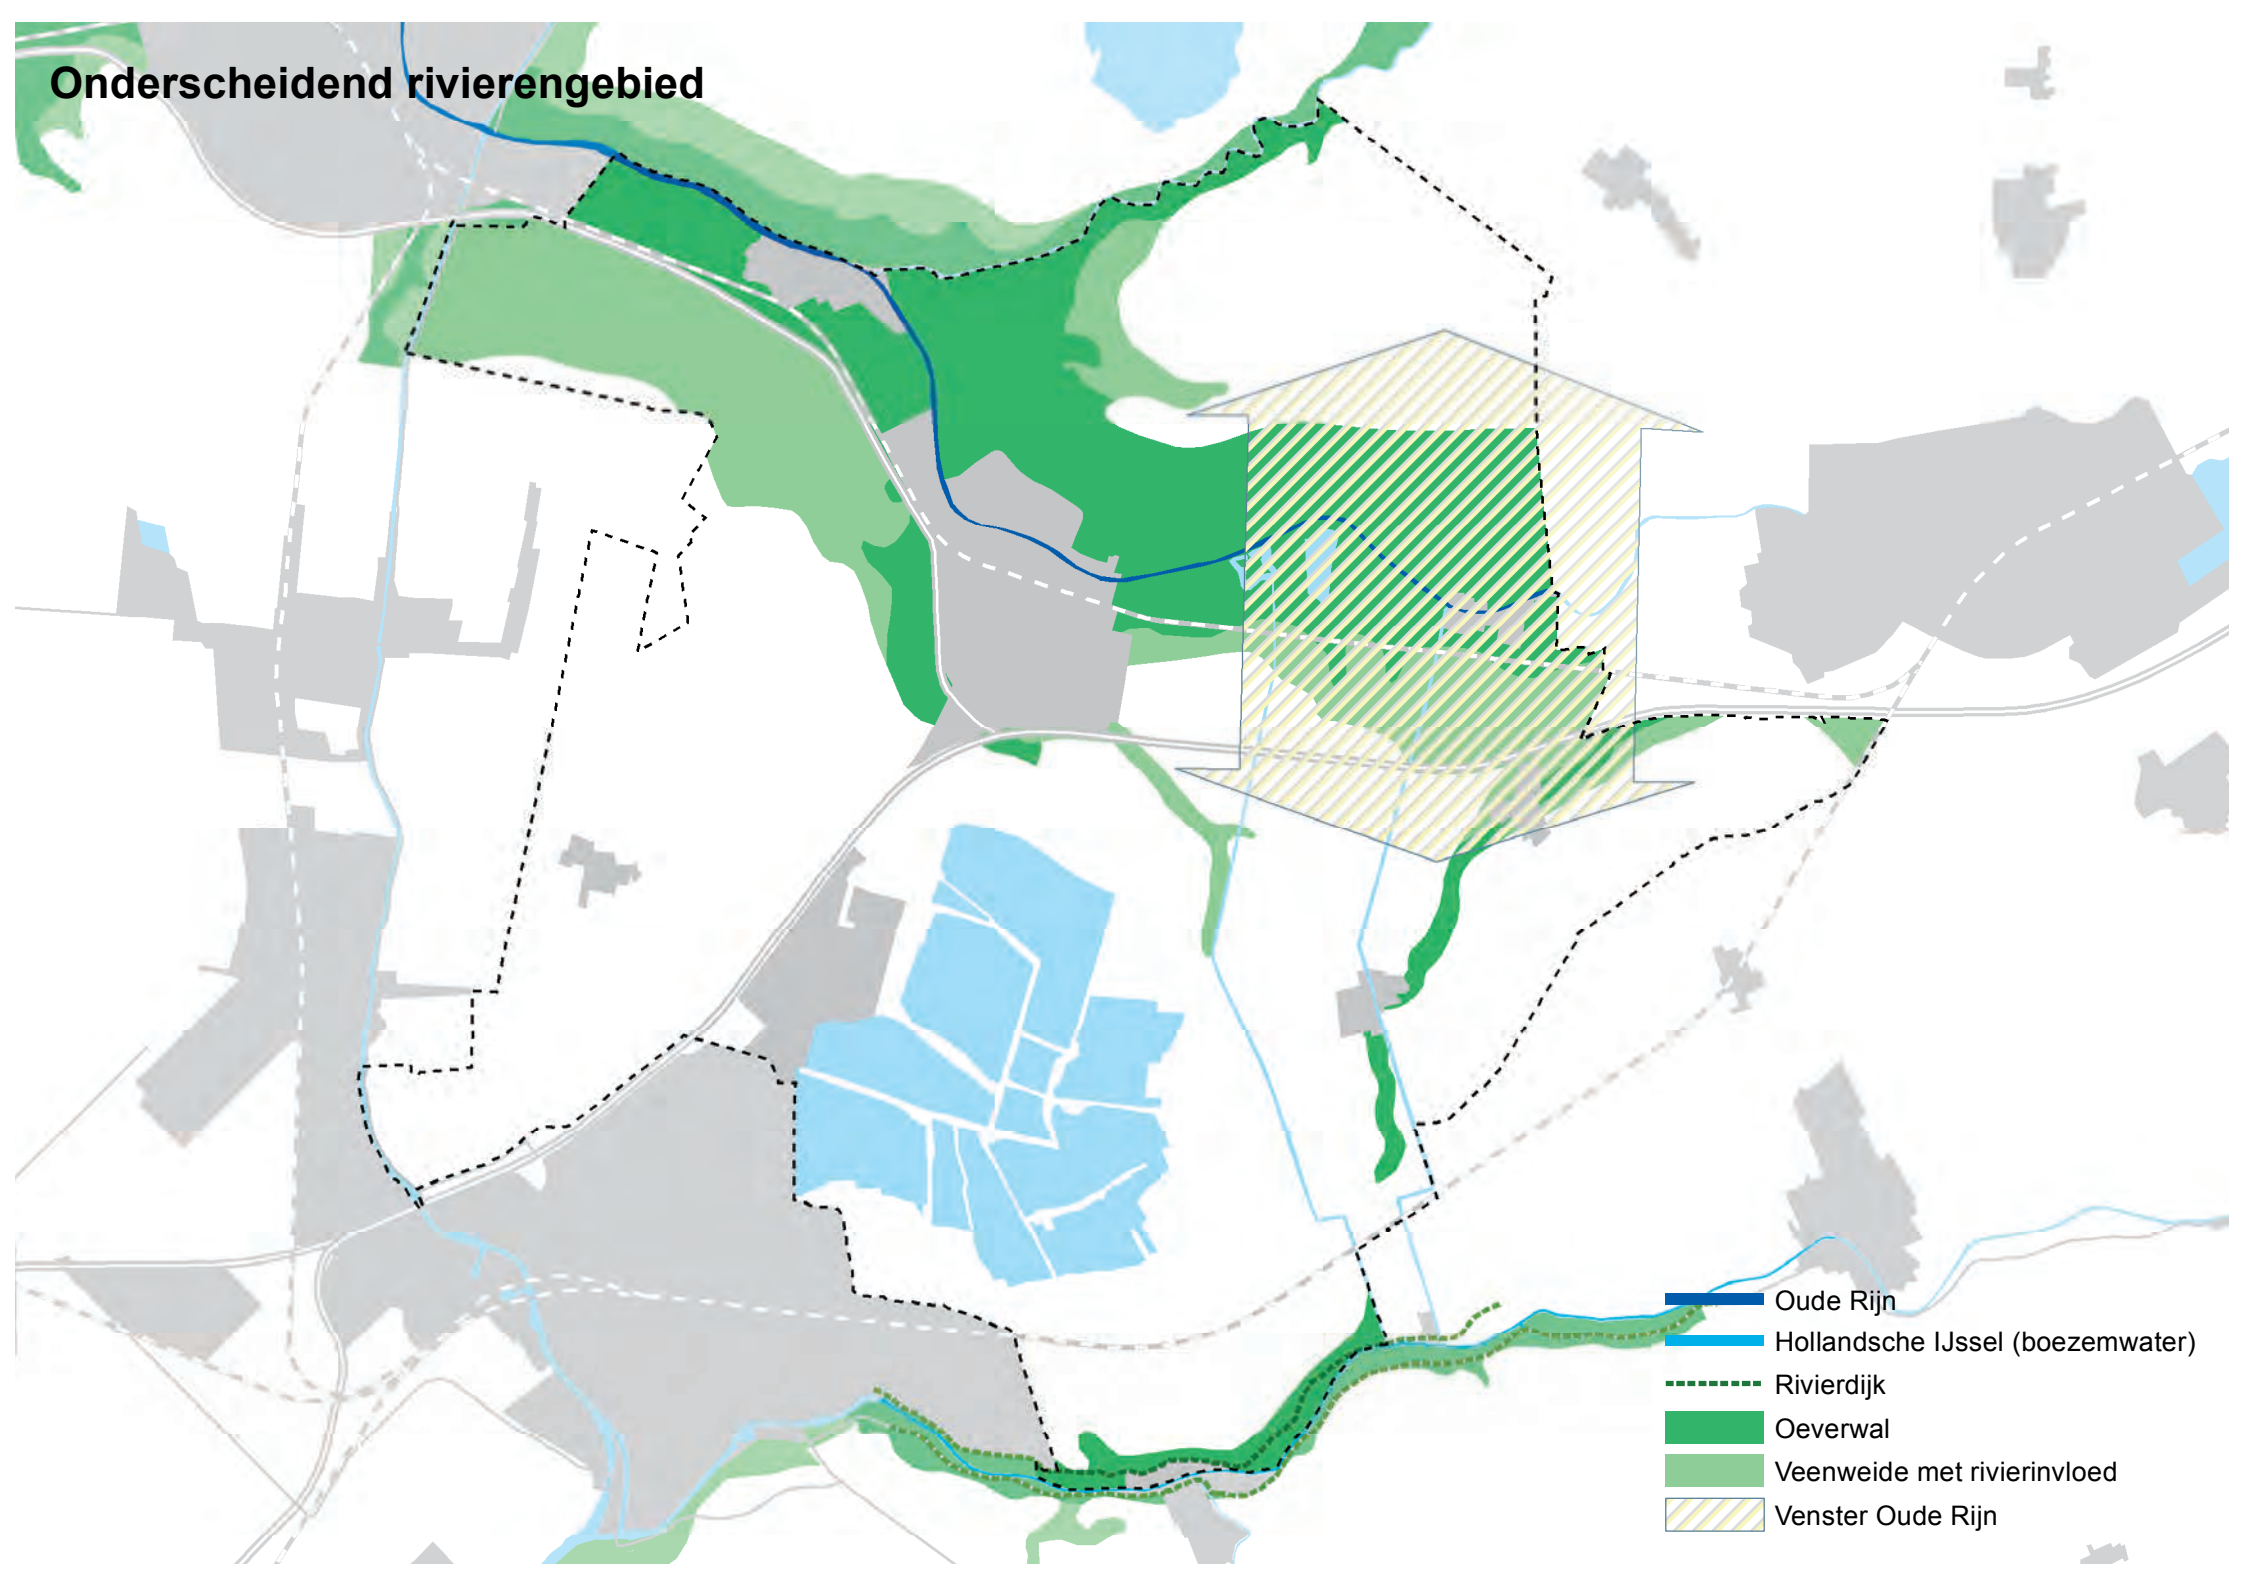 Onderscheidend rivierengebied
Oude Rijn
Hollandsche IJssel (boezemwater)
Rivierdijk
Oeverwal
Veenweide met rivierinvloed
Venster Oude Rijn